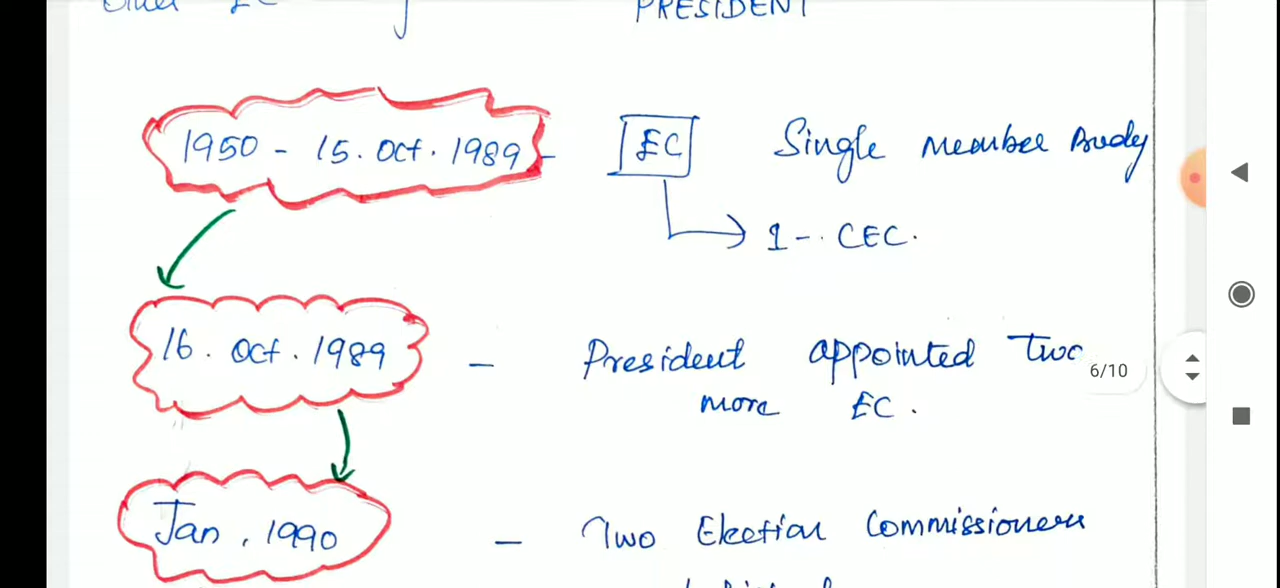 PRESIDENT
1950 - 15. Oct. 1989 - EC Single member Body
1 - CEC.
16. Oct. 1989 - President appointed Two
more EC.
6/10
Jan, 1990 - Two Election Commissioners